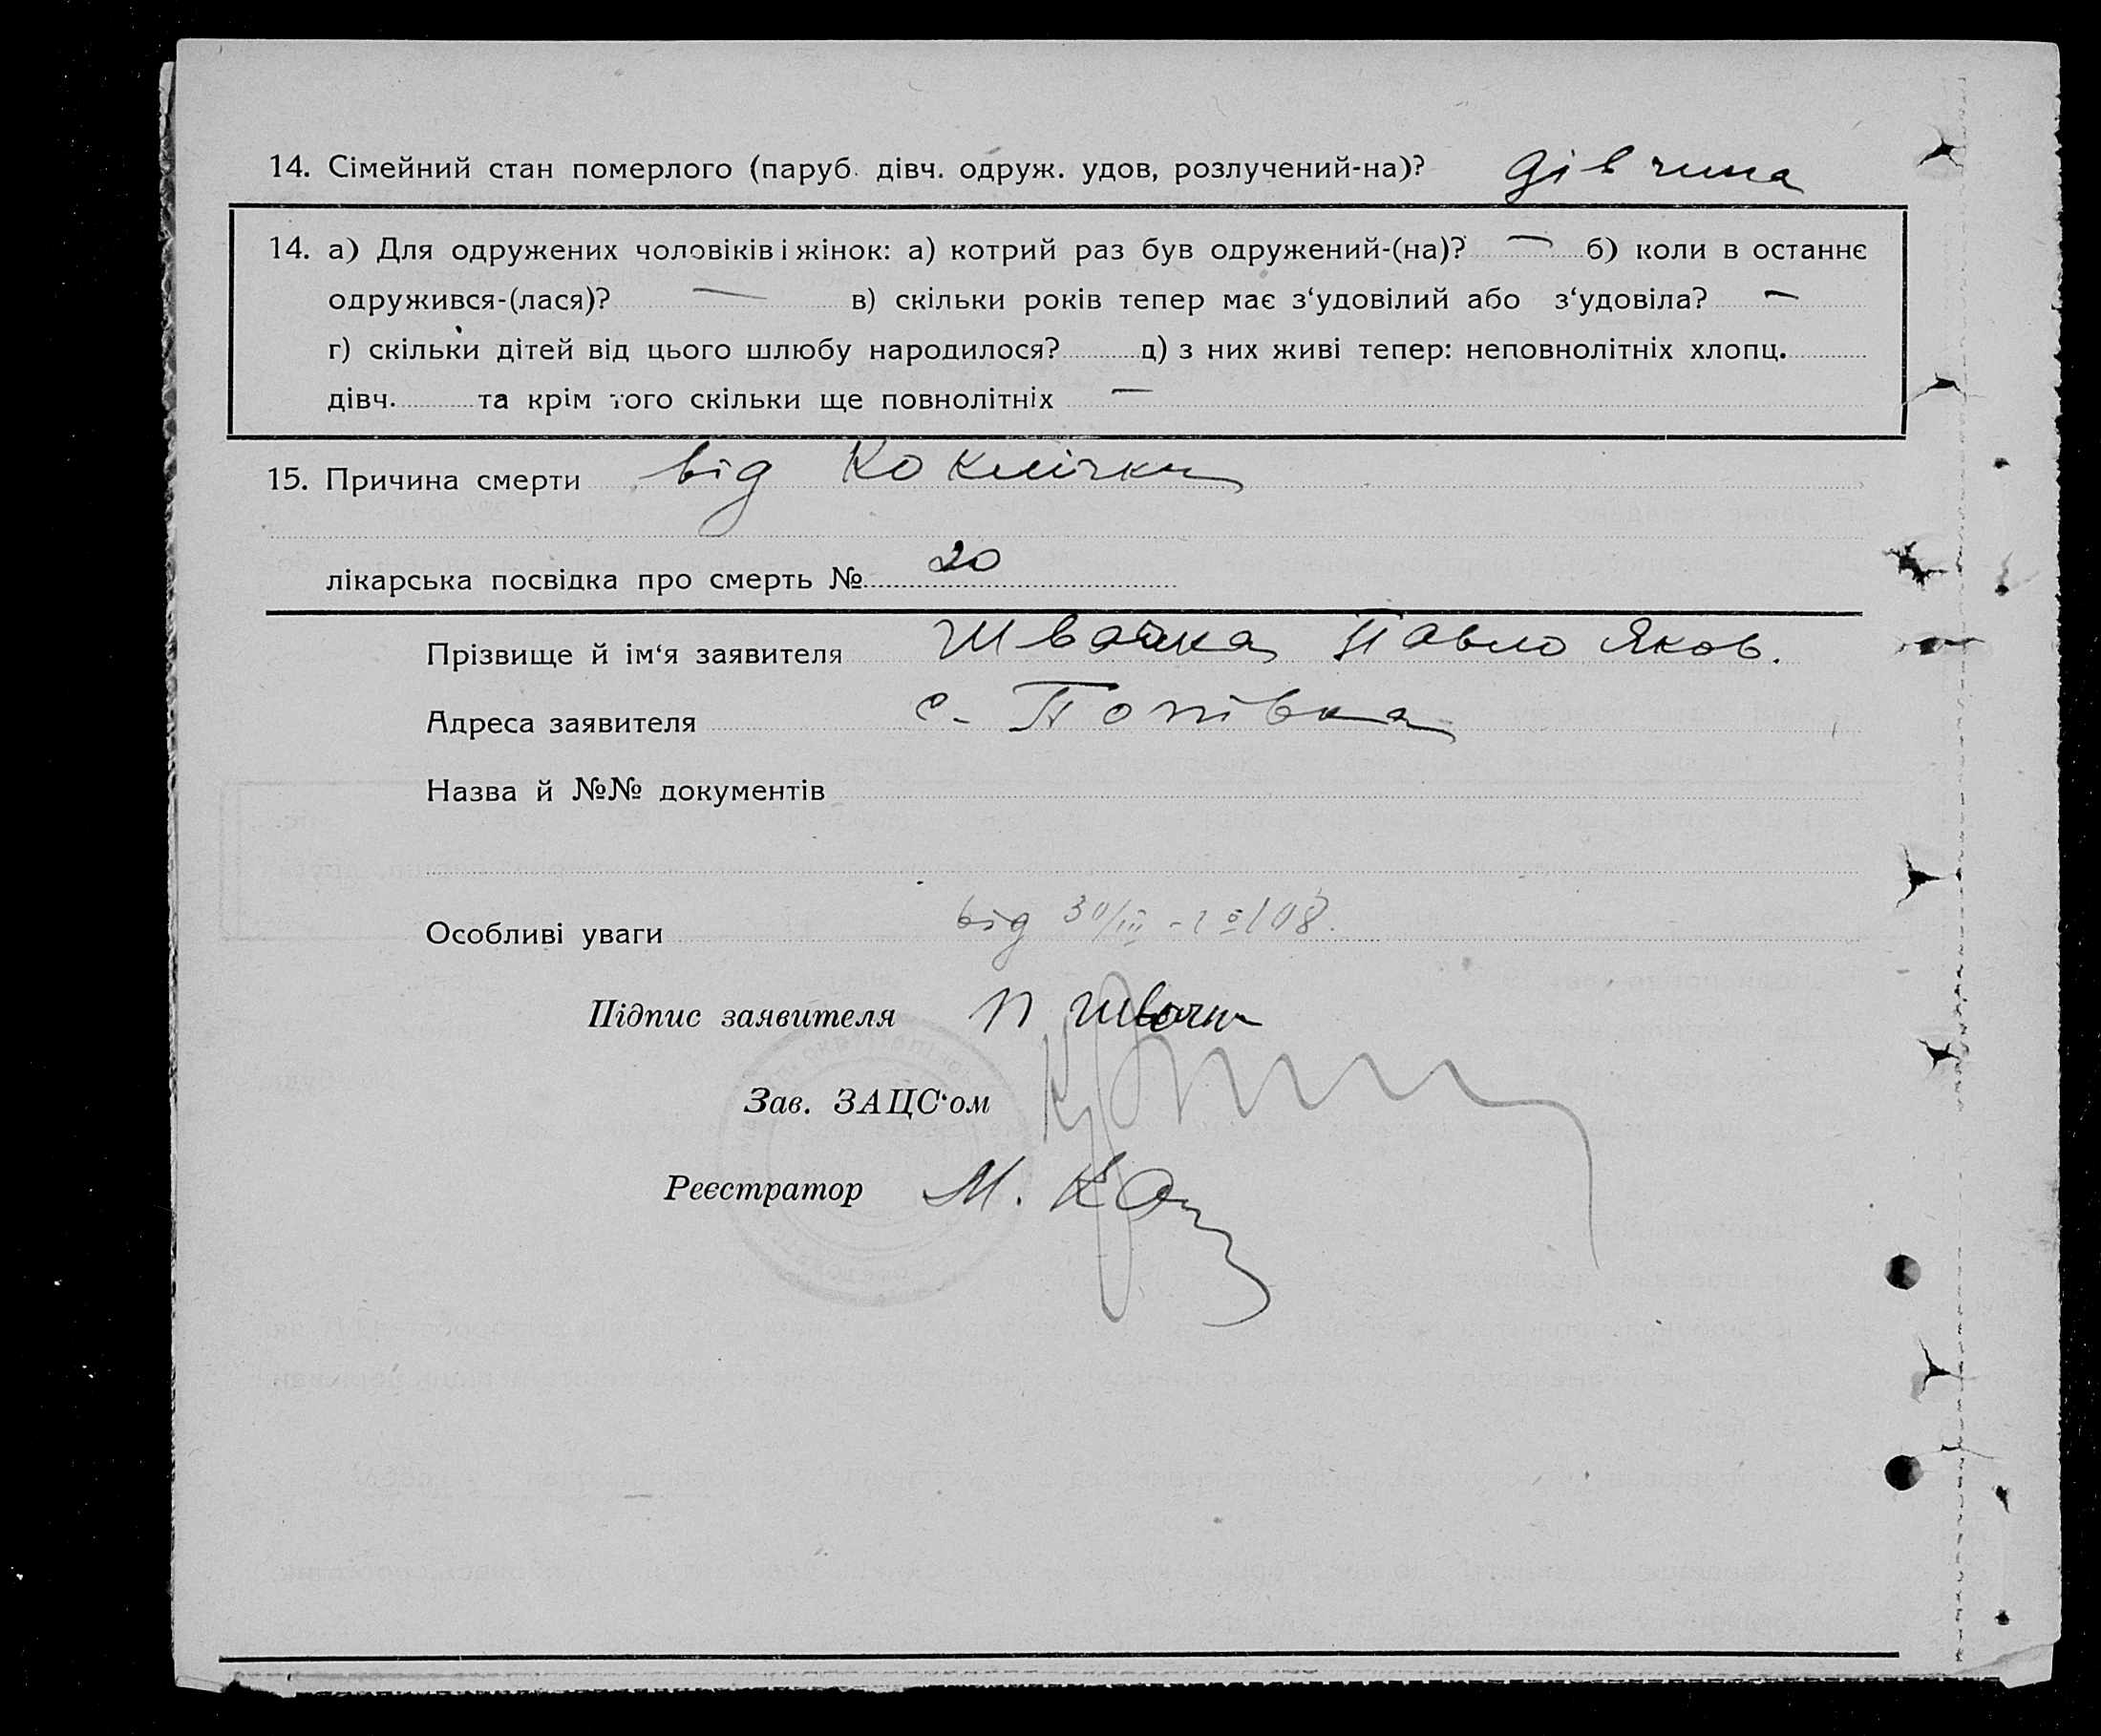 14. Сімейний стан померлого (паруб. дівч. одруж. удов, розлучений-на)? дівчина
14. а) Для одружених чоловіків і жінок: а) котрий раз був одружений-(на)? — б) коли в останнє
одружився-(лася)? — в) скільки років тепер має з‘удовілий або з‘удовіла? —
г) скільки дітей від цього шлюбу народилося? д) з них живі тепер: неповнолітніх хлопц.
дівч. та крім того скільки ще повнолітніх —
15. Причина смерти від Коключки
лікарська посвідка про смерть № 20
Прізвище й ім‘я заявителя Швачка Павло Яков.
Адреса заявителя с. Попівка
Назва й №№ документів
Особливі уваги від 30/III
Підпис заявителя П Швачка
Зав. ЗАЦС‘ом
Реєстратор М.